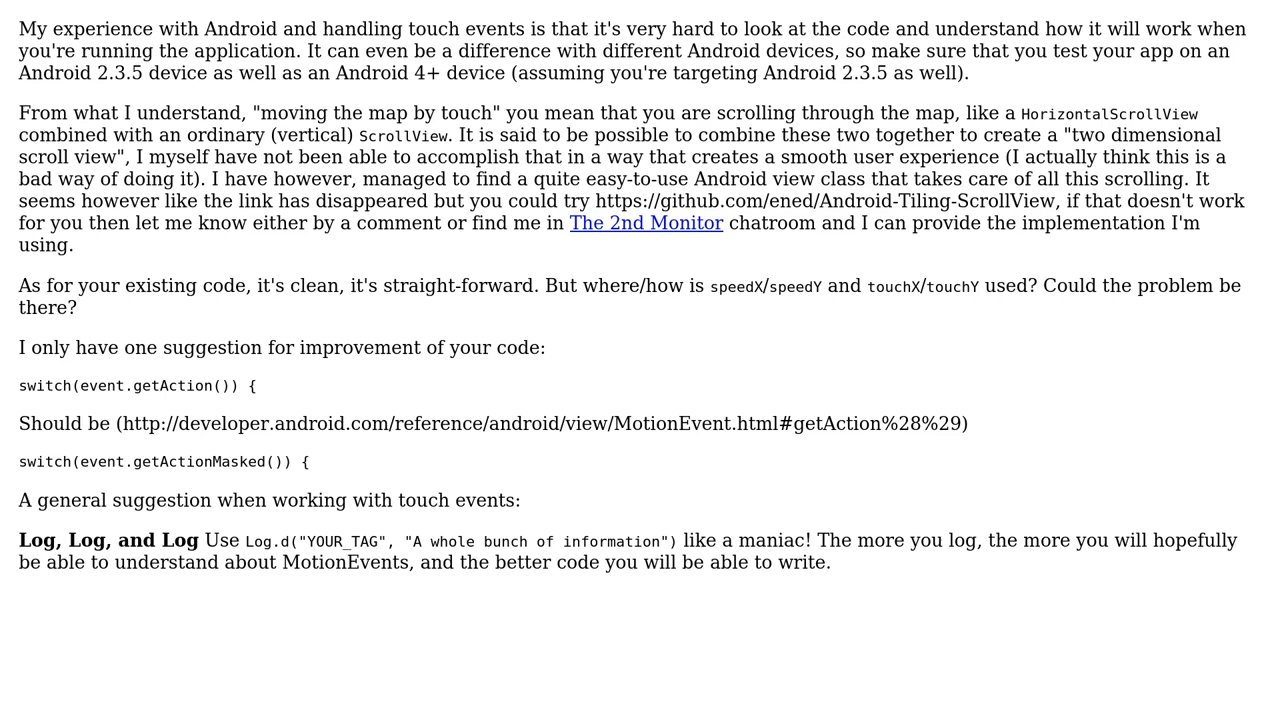 My experience with Android and handling touch events is that it's very hard to look at the code and understand how it will work when
you're running the application. It can even be a difference with different Android devices, so make sure that you test your app on an
Android 2.3.5 device as well as an Android 4+ device (assuming you're targeting Android 2.3.5 as well).
From what I understand, "moving the map by touch" you mean that you are scrolling through the map, like a HorizontalScrollView
combined with an ordinary (vertical) ScrollView. It is said to be possible to combine these two together to create a "two dimensional
scroll view", I myself have not been able to accomplish that in a way that creates a smooth user experience (I actually think this is a
bad way of doing it). I have however, managed to find a quite easy-to-use Android view class that takes care of all this scrolling. It
seems however like the link has disappeared but you could try https://github.com/ened/Android-Tiling-ScrollView, if that doesn't work
for you then let me know either by a comment or find me in The 2nd Monitor chatroom and I can provide the implementation I'm
using.
As for your existing code, it's clean, it's straight-forward. But where/how is speedX/speedY and touchX/touchY used? Could the problem be
there?
I only have one suggestion for improvement of your code:
switch(event.getAction()) {
Should be (http://developer.android.com/reference/android/view/MotionEvent.html#getAction%28%29)
switch(event.getActionMasked()) {
A general suggestion when working with touch events:
Log, Log, and Log Use Log.d("YOUR_TAG", "A whole bunch of information") like a maniac! The more you log, the more you will hopefully
be able to understand about MotionEvents, and the better code you will be able to write.